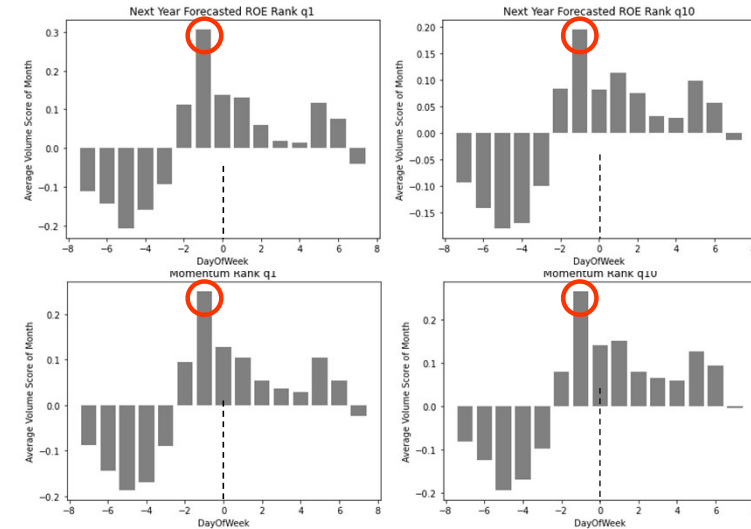 Next Year Forecasted ROE Rank q1
Average Volume Score of Month
0.3
0.2
0.1
0.0
−0.1
−0.2
−8 −6 −4 −2 0 2 4 6 8
DayOfWeek
Next Year Forecasted ROE Rank q10
Average Volume Score of Month
0.20
0.15
0.10
0.05
0.00
−0.05
−0.10
−0.15
−8 −6 −4 −2 0 2 4 6
DayOfWeek
Momentum Rank q1
Average Volume Score of Month
0.2
0.1
0.0
−0.1
−0.2
−8 −6 −4 −2 0 2 4 6 8
DayOfWeek
Momentum Rank q10
Average Volume Score of Month
0.2
0.1
0.0
−0.1
−0.2
−8 −6 −4 −2 0 2 4 6
DayOfWeek